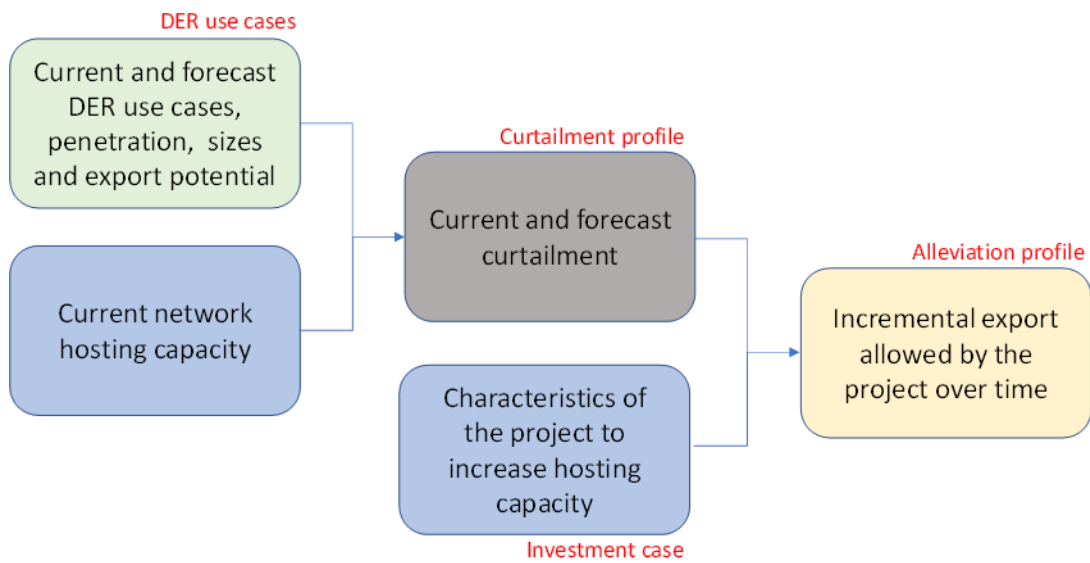 DER use cases
Current and forecast
DER use cases,
penetration, sizes
and export potential
Current network
hosting capacity
Curtailment profile
Current and forecast
curtailment
Characteristics of
the project to
increase hosting
capacity
Investment case
Alleviation profile
Incremental export
allowed by the
project over time